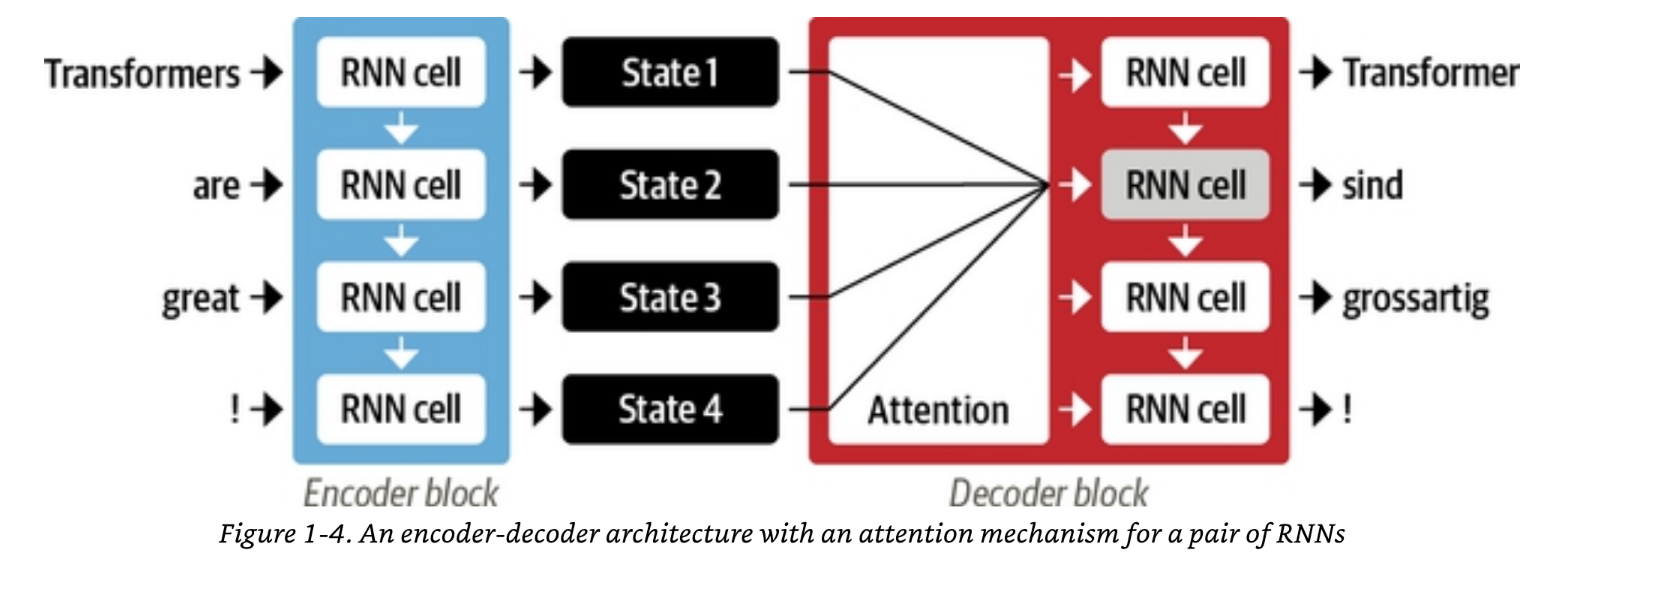 Transformers RNN cell State 1 RNN cell Transformer
are RNN cell State 2 RNN cell sind
great RNN cell State 3 RNN cell grossartig
! RNN cell State 4 Attention RNN cell !
Encoder block Decoder block
Figure 1-4. An encoder-decoder architecture with an attention mechanism for a pair of RNNs